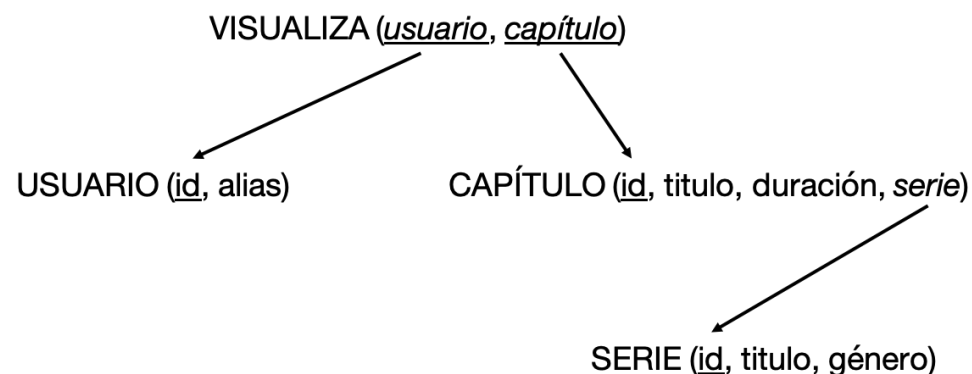 VISUALIZA (usuario, capítulo)
USUARIO (id, alias)
CAPÍTULO (id, titulo, duración, serie)
SERIE (id, titulo, género)